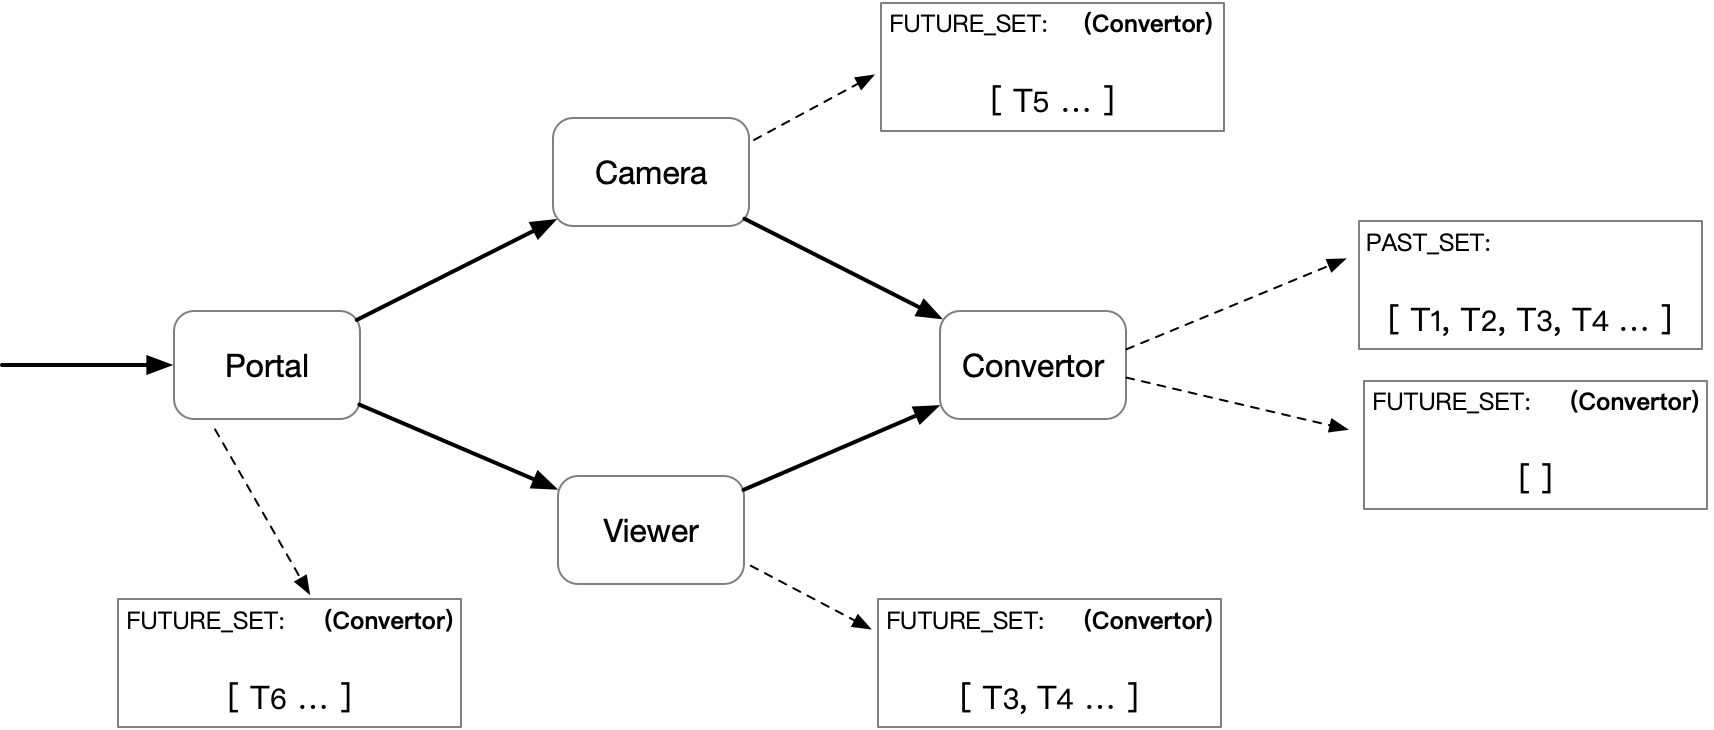 FUTURE_SET: (Convertor)
[ T5 ... ]
Camera
PAST_SET:
[ T1, T2, T3, T4 ... ]
Portal
Convertor
FUTURE_SET: (Convertor)
[ ]
Viewer
FUTURE_SET: (Convertor)
[ T6 ... ]
FUTURE_SET: (Convertor)
[ T3, T4 ... ]